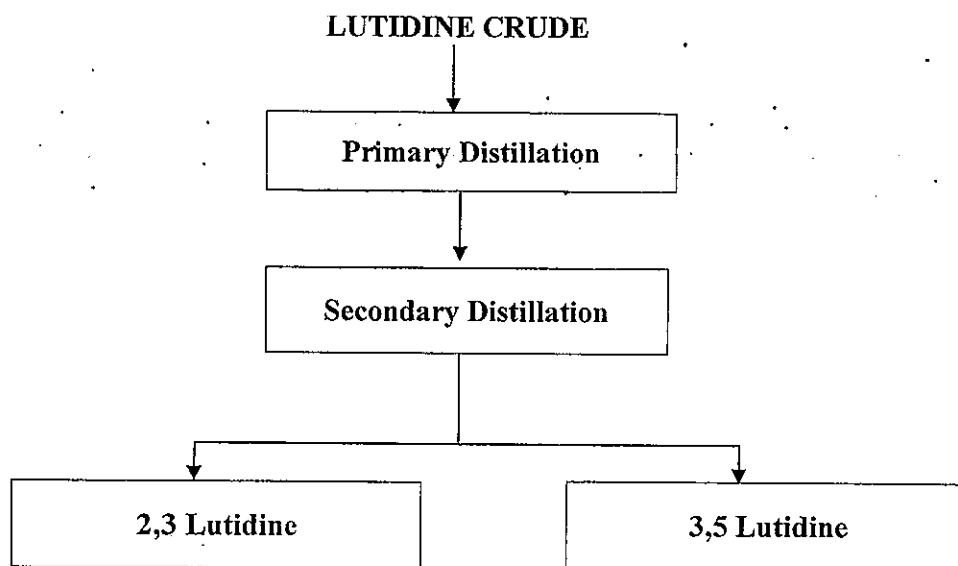 LUTIDINE CRUDE
Primary Distillation
Secondary Distillation
2,3 Lutidine
3,5 Lutidine